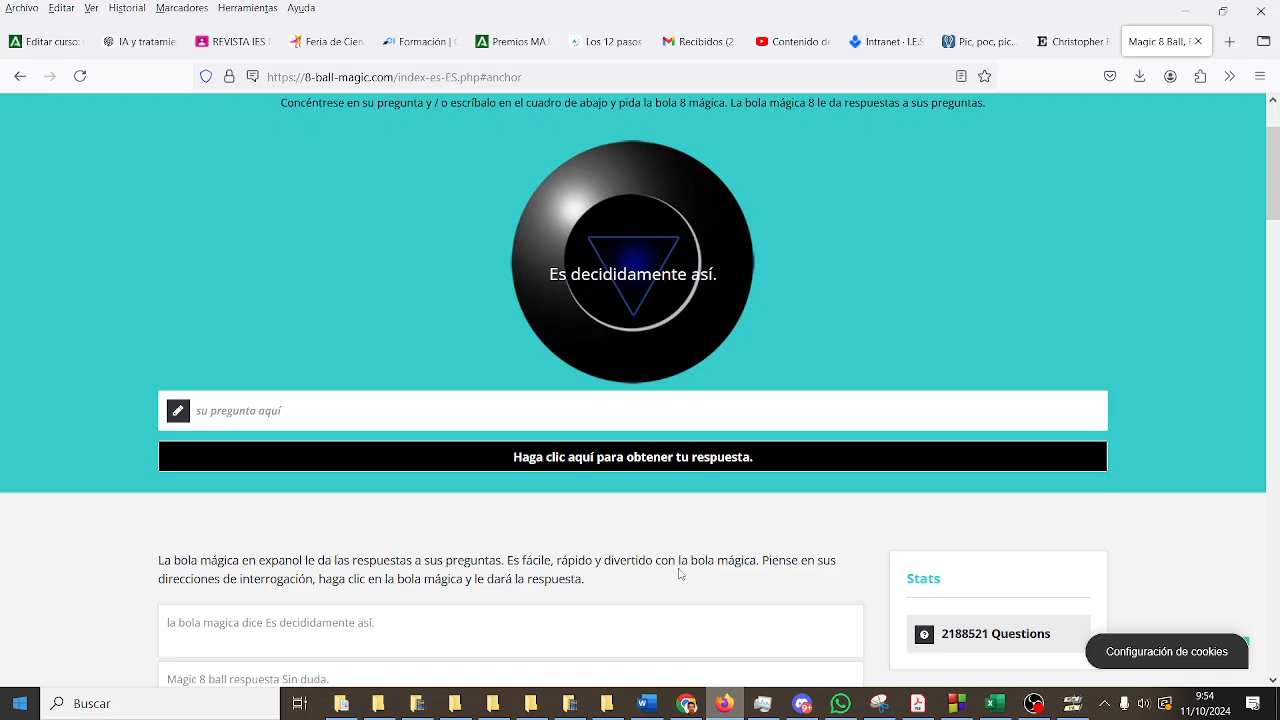 Archivo Editar Ver Historial Marcadores Herramientas Ayuda
Editar curso: IA y tratamie REVISTA IES Feria de Cien Formación | C Premios MA Los 12 pasos Recibidos (2 Contenido de Intranet - I.E.S Pic, poc, pic... Christopher R Magic 8 Ball E
https://8-ball-magic.com/index-es-ES.php#anchor
Concéntrese en su pregunta y / o escríbalo en el cuadro de abajo y pida la bola 8 mágica. La bola mágica 8 le da respuestas a sus preguntas.
Es decididamente así.
su pregunta aquí
Haga clic aquí para obtener tu respuesta.
La bola mágica en expanol le da las respuestas a sus preguntas. Es fácile, rápido y divertido con la bola mágica. Piense en sus
direcciones de interrogación, haga clic en la bola mágica y le dará la respuesta.
la bola magica dice Es decididamente así.
Magic 8 ball respuesta Sin duda.
Stats
2188521 Questions
Configuración de cookies
Buscar
9:54
11/10/2024